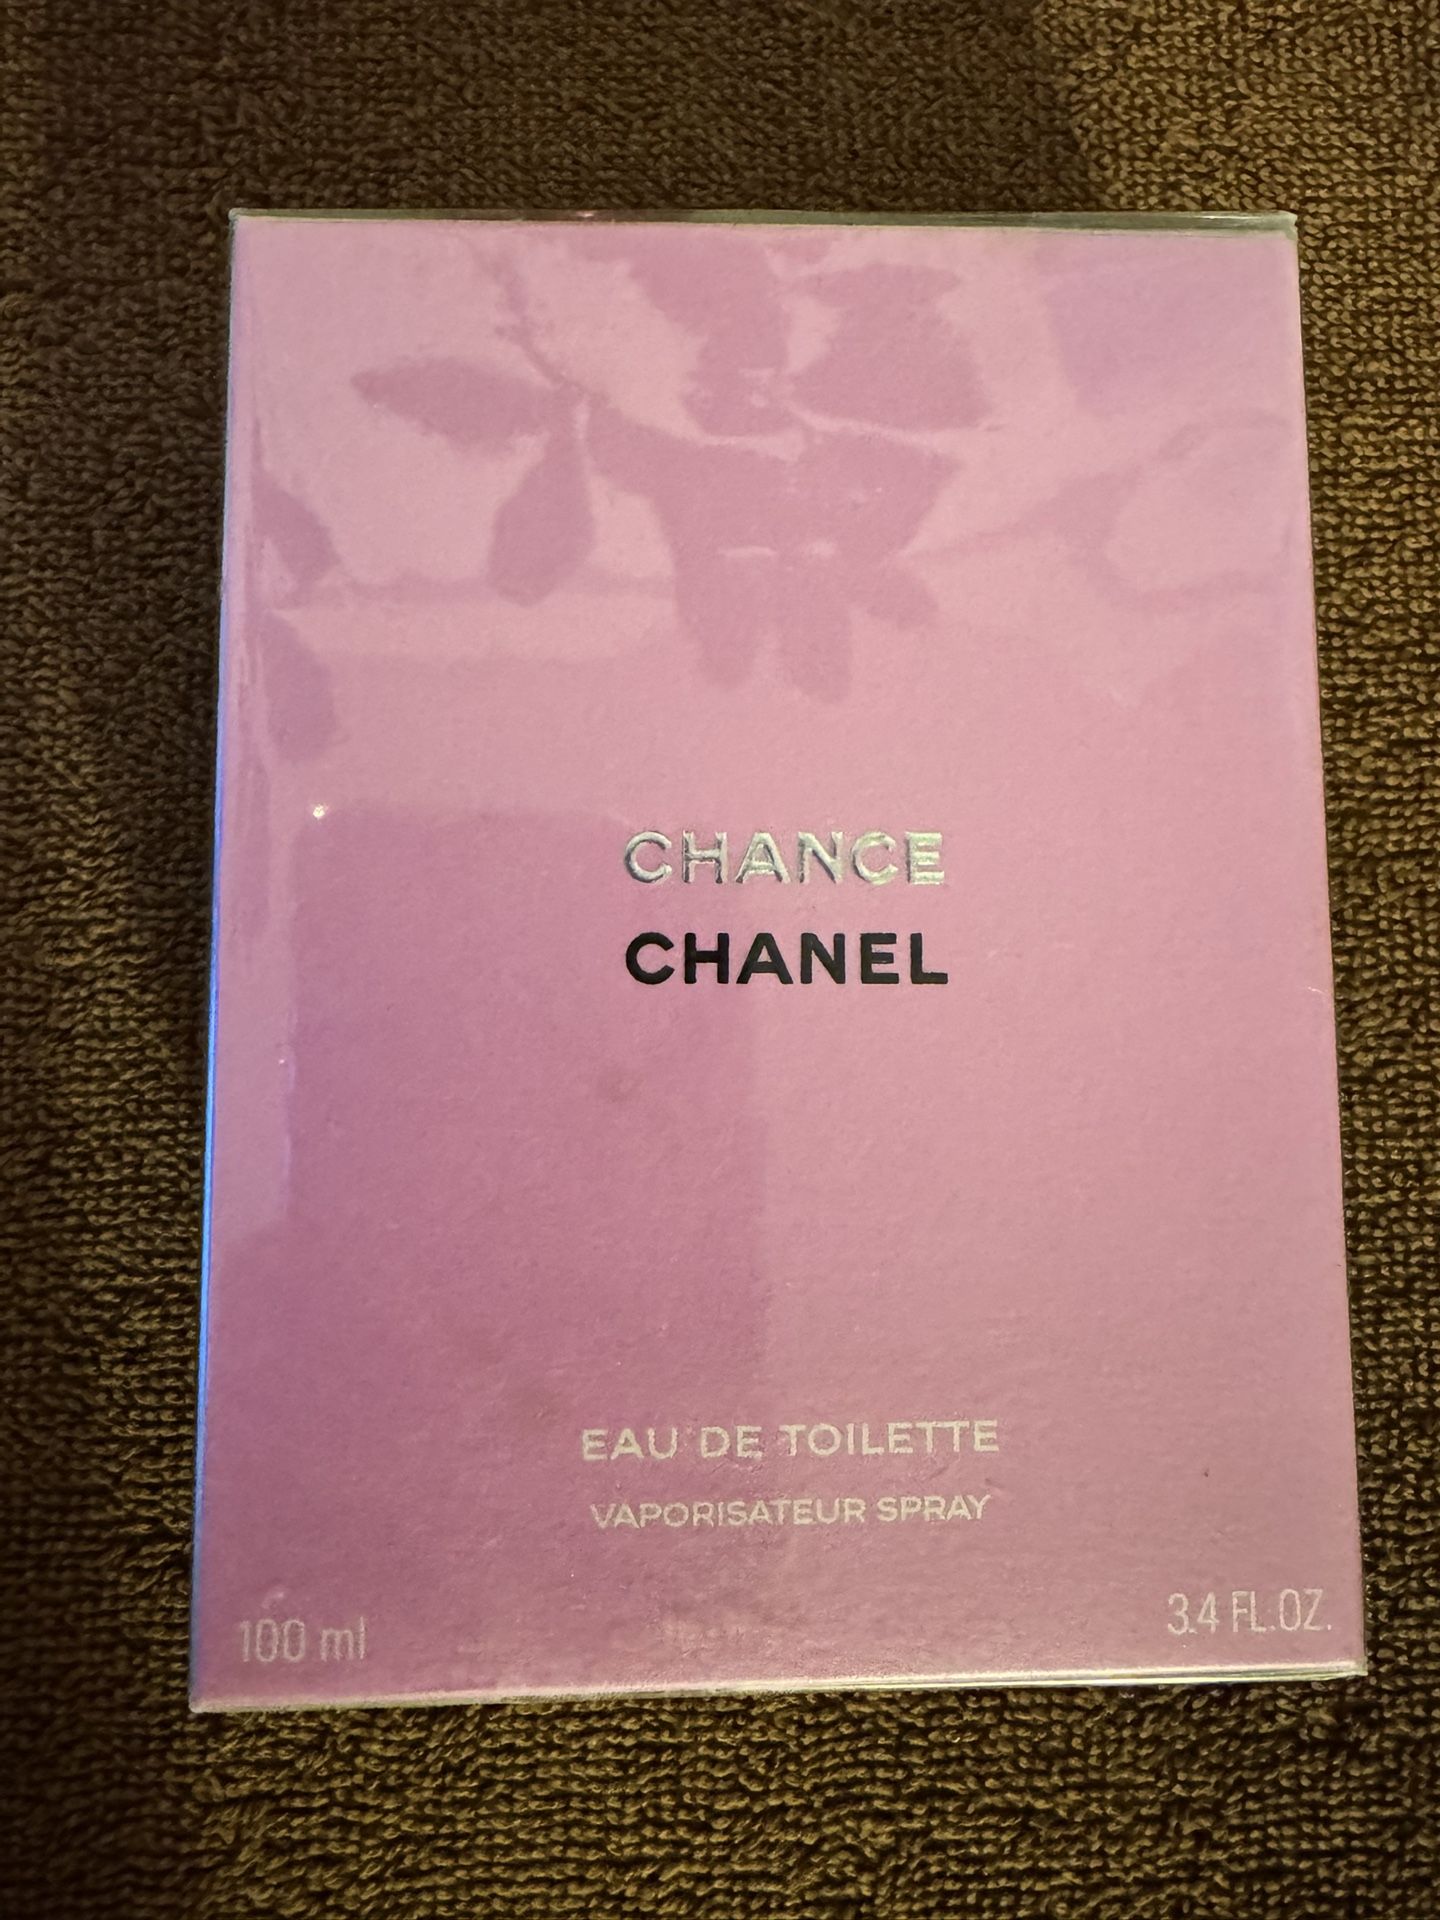 CHANCE
CHANEL
EAU DE TOILETTE
VAPORISATEUR SPRAY
100 ml
3.4 FL.OZ.